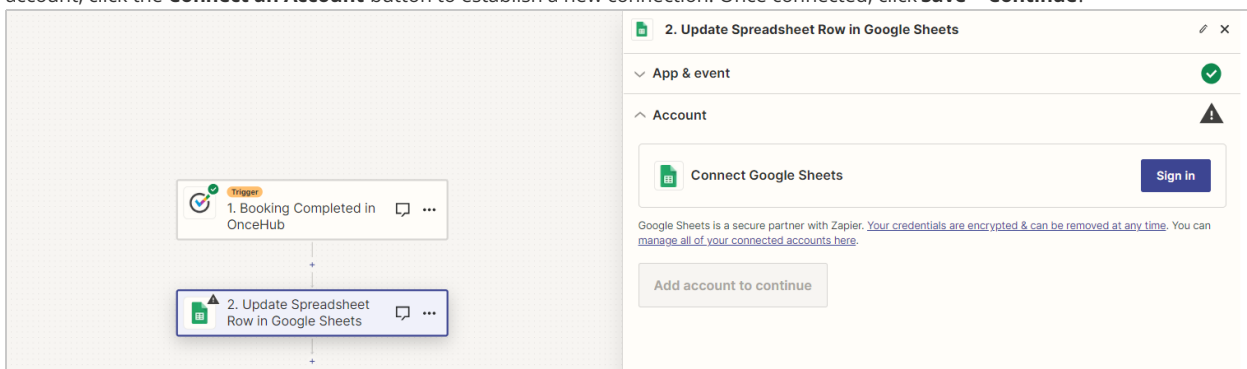 account, click the Connect an Account button to establish a new connection. Once connected, click Save + Continue.
2. Update Spreadsheet Row in Google Sheets
App & event
Account
Connect Google Sheets
Sign in
Google Sheets is a secure partner with Zapier. Your credentials are encrypted & can be removed at any time. You can
manage all of your connected accounts here.
Add account to continue
Trigger
1. Booking Completed in
OnceHub
2. Update Spreadsheet
Row in Google Sheets